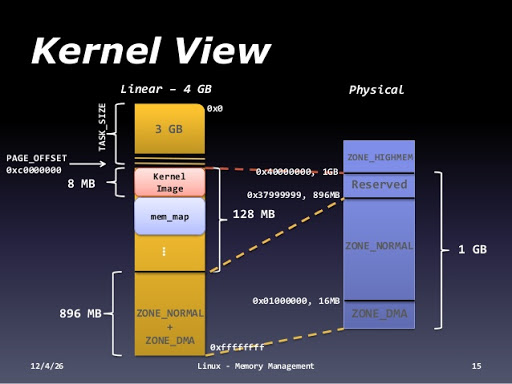 Kernel View
Linear – 4 GB
Physical
TASK_SIZE
0x0
3 GB
ZONE_HIGHMEM
PAGE_OFFSET
0xc0000000
8 MB
Kernel
Image
0x40000000, 1GB
Reserved
0x37999999, 896MB
mem_map
128 MB
⋮
ZONE_NORMAL
1 GB
0x01000000, 16MB
896 MB
ZONE_NORMAL
+
ZONE_DMA
ZONE_DMA
0xffffffff
12/4/26
Linux - Memory Management
15